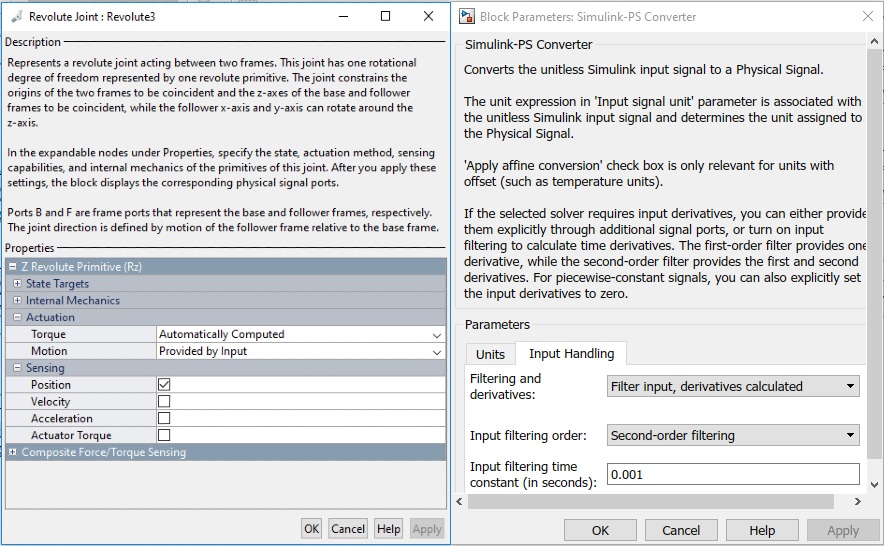 Revolute Joint : Revolute3
Description
Represents a revolute joint acting between two frames. This joint has one rotational
degree of freedom represented by one revolute primitive. The joint constrains the
origins of the two frames to be coincident and the z-axes of the base and follower
frames to be coincident, while the follower x-axis and y-axis can rotate around the
z-axis.
In the expandable nodes under Properties, specify the state, actuation method, sensing
capabilities, and internal mechanics of the primitives of this joint. After you apply these
settings, the block displays the corresponding physical signal ports.
Ports B and F are frame ports that represent the base and follower frames, respectively.
The joint direction is defined by motion of the follower frame relative to the base frame.
Properties
Z Revolute Primitive (Rz)
State Targets
Internal Mechanics
Actuation
Torque Automatically Computed
Motion Provided by Input
Sensing
Position
Velocity
Acceleration
Actuator Torque
Composite Force/Torque Sensing
OK Cancel Help Apply
Block Parameters: Simulink-PS Converter
Simulink-PS Converter
Converts the unitless Simulink input signal to a Physical Signal.
The unit expression in 'Input signal unit' parameter is associated with
the unitless Simulink input signal and determines the unit assigned to
the Physical Signal.
'Apply affine conversion' check box is only relevant for units with
offset (such as temperature units).
If the selected solver requires input derivatives, you can either provide
them explicitly through additional signal ports, or turn on input
filtering to calculate time derivatives. The first-order filter provides one
derivative, while the second-order filter provides the first and second
derivatives. For piecewise-constant signals, you can also explicitly set
the input derivatives to zero.
Parameters
Units Input Handling
Filtering and
derivatives: Filter input, derivatives calculated
Input filtering order: Second-order filtering
Input filtering time
constant (in seconds): 0.001
OK Cancel Help Apply